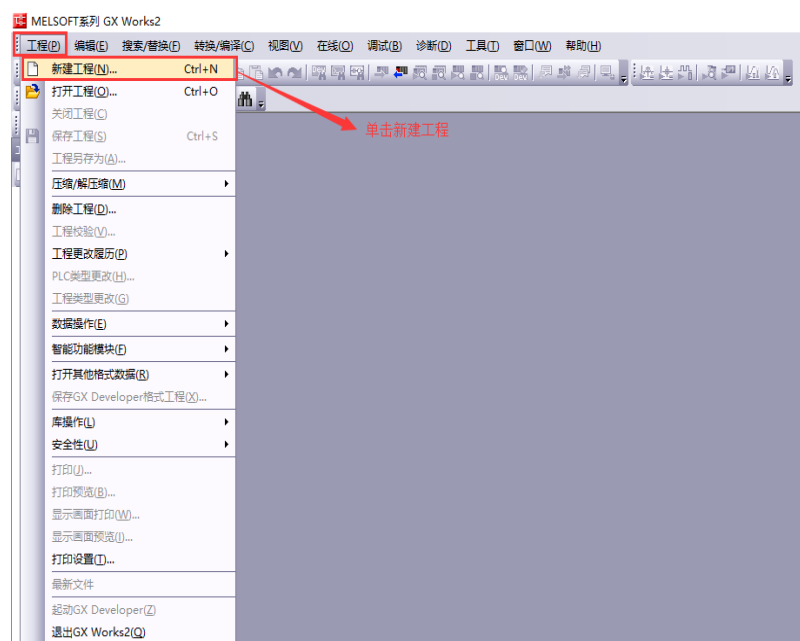 MELSOFT系列 GX Works2
工程(P) 编辑(E) 搜索/替换(F) 转换/编译(C) 视图(V) 在线(O) 调试(B) 诊断(D) 工具(T) 窗口(W) 帮助(H)
新建工程(N)... Ctrl+N
打开工程(O)... Ctrl+O
关闭工程(C)
单击新建工程
保存工程(S) Ctrl+S
工程另存为(A)...
压缩/解压缩(M)
删除工程(D)...
工程校验(V)...
工程更改履历(P)
PLC类型更改(H)...
工程类型更改(G)
数据操作(E)
智能功能模块(F)
打开其他格式数据(R)
保存GX Developer格式工程(X)...
库操作(L)
安全性(U)
打印(J)...
打印预览(B)...
显示画面打印(W)...
显示画面预览(I)...
打印设置(T)...
最新文件
起动GX Developer(Z)
退出GX Works2(Q)